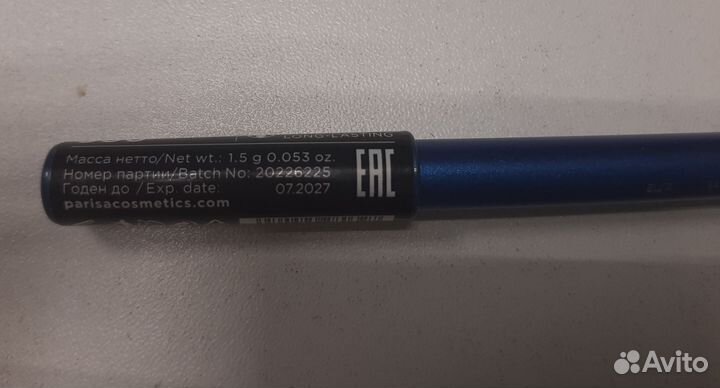 LONG-LASTING
Масса нетто/Net wt.: 1.5 g 0.053 oz.
Номер партии/Batch No: 20226225
Годен до /Exp. date: 07.2027
parisacosmetics.com
EAC
Avito